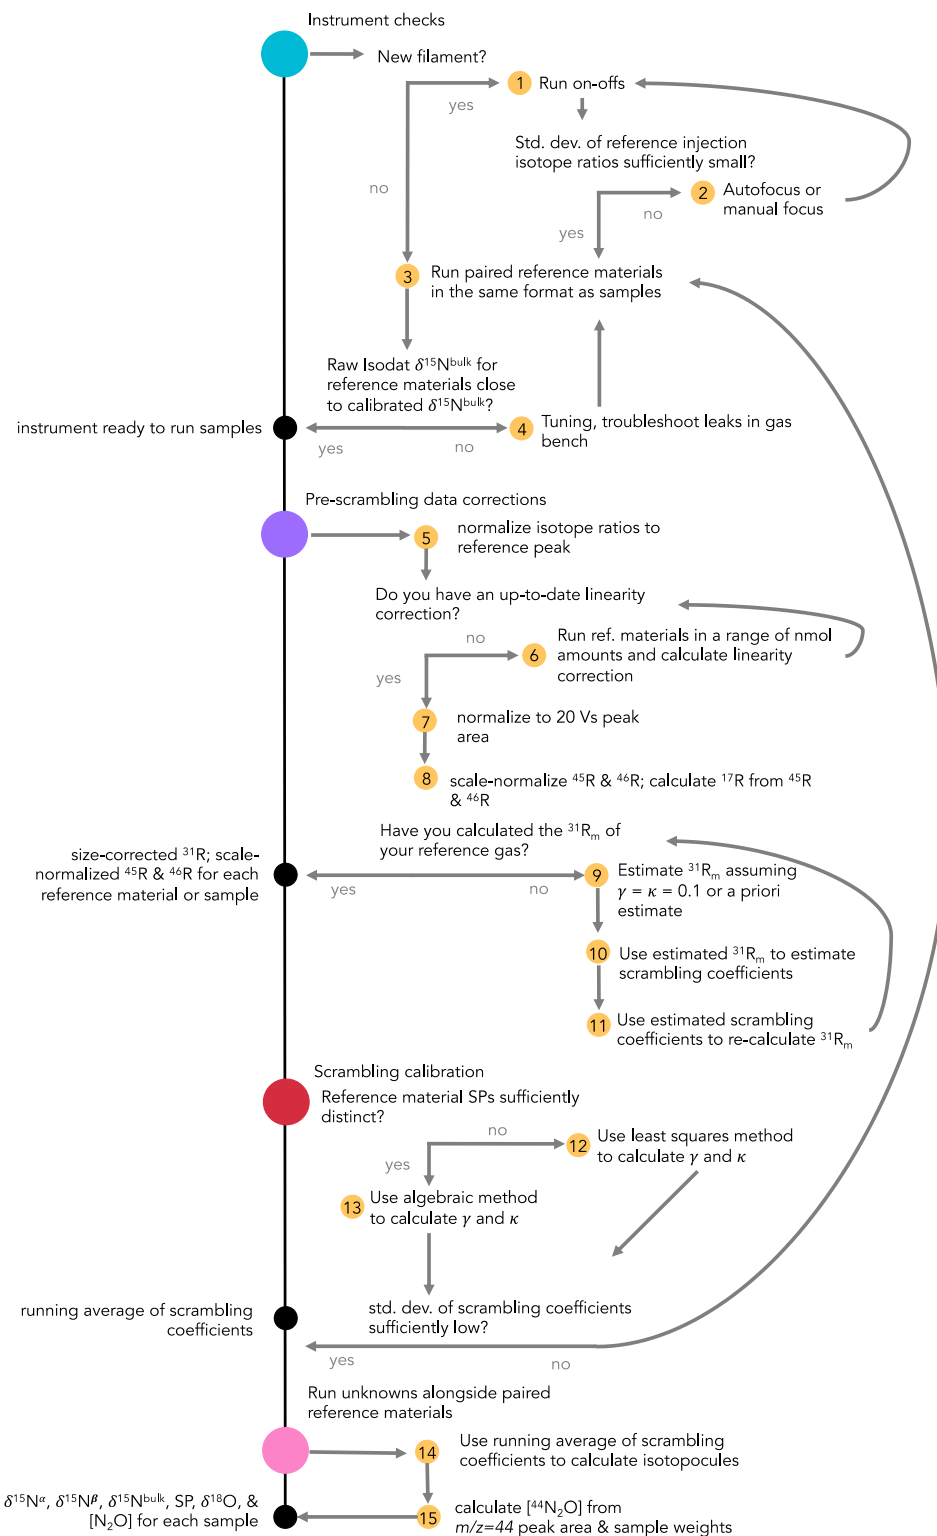 Instrument checks
New filament?
1 Run on-offs
yes
Std. dev. of reference injection
isotope ratios sufficiently small?
no
2 Autofocus or
manual focus
no
yes
3 Run paired reference materials
in the same format as samples
Raw Isodat δ¹⁵Nᵇᵘˡᵏ for
reference materials close
to calibrated δ¹⁵Nᵇᵘˡᵏ?
instrument ready to run samples
yes
no
4 Tuning, troubleshoot leaks in gas
bench
Pre-scrambling data corrections
5 normalize isotope ratios to
reference peak
Do you have an up-to-date linearity
correction?
no
6 Run ref. materials in a range of nmol
amounts and calculate linearity
correction
yes
7 normalize to 20 Vs peak
area
8 scale-normalize ⁴⁵R & ⁴⁶R; calculate ¹⁷R from ⁴⁵R
& ⁴⁶R
Have you calculated the ³¹Rₘ of
your reference gas?
size-corrected ³¹R; scale-
normalized ⁴⁵R & ⁴⁶R for each
reference material or sample
yes
no
9 Estimate ³¹Rₘ assuming
γ = κ = 0.1 or a priori
estimate
10 Use estimated ³¹Rₘ to estimate
scrambling coefficients
11 Use estimated scrambling
coefficients to re-calculate ³¹Rₘ
Scrambling calibration
Reference material SPs sufficiently
distinct?
no
12 Use least squares method
to calculate γ and κ
yes
13 Use algebraic method
to calculate γ and κ
std. dev. of scrambling coefficients
sufficiently low?
running average of scrambling
coefficients
yes
no
Run unknowns alongside paired
reference materials
14 Use running average of scrambling
coefficients to calculate isotopocules
δ¹⁵Nᵅ, δ¹⁵Nᵝ, δ¹⁵Nᵇᵘˡᵏ, SP, δ¹⁸O, &
[N₂O] for each sample
15 calculate [⁴⁴N₂O] from
m/z=44 peak area & sample weights